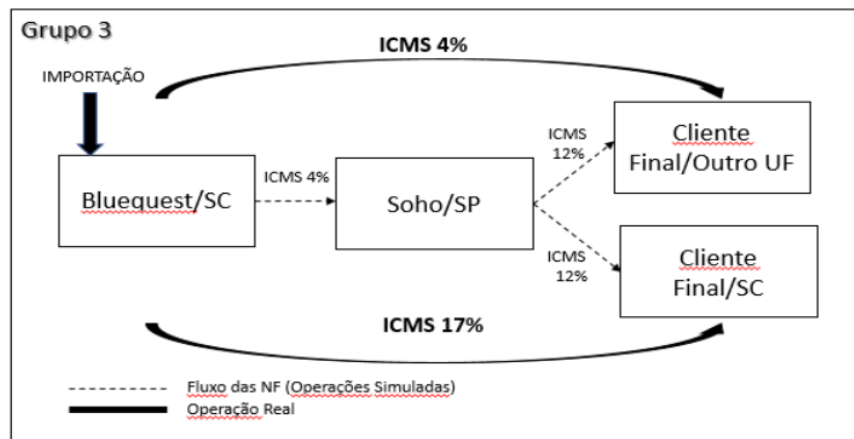 Grupo 3
ICMS 4%
IMPORTAÇÃO
Bluequest/SC
ICMS 4%
Soho/SP
ICMS
12%
Cliente
Final/Outro UF
ICMS
12%
Cliente
Final/SC
ICMS 17%
Fluxo das NF (Operações Simuladas)
Operação Real